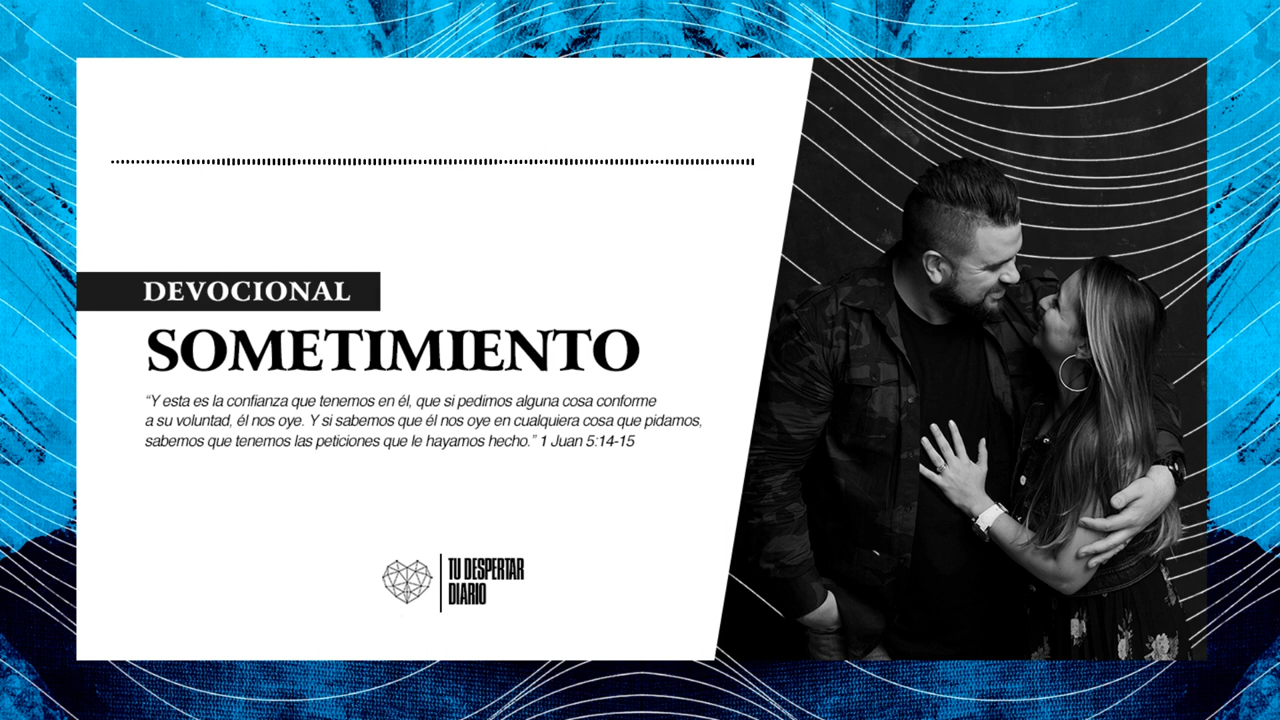 DEVOCIONAL
SOMETIMIENTO
“Y esta es la confianza que tenemos en él, que si pedimos alguna cosa conforme
a su voluntad, él nos oye. Y si sabemos que él nos oye en cualquiera cosa que pidamos,
sabemos que tenemos las peticiones que le hayamos hecho.” 1 Juan 5:14-15
TU DESPERTAR
DIARIO